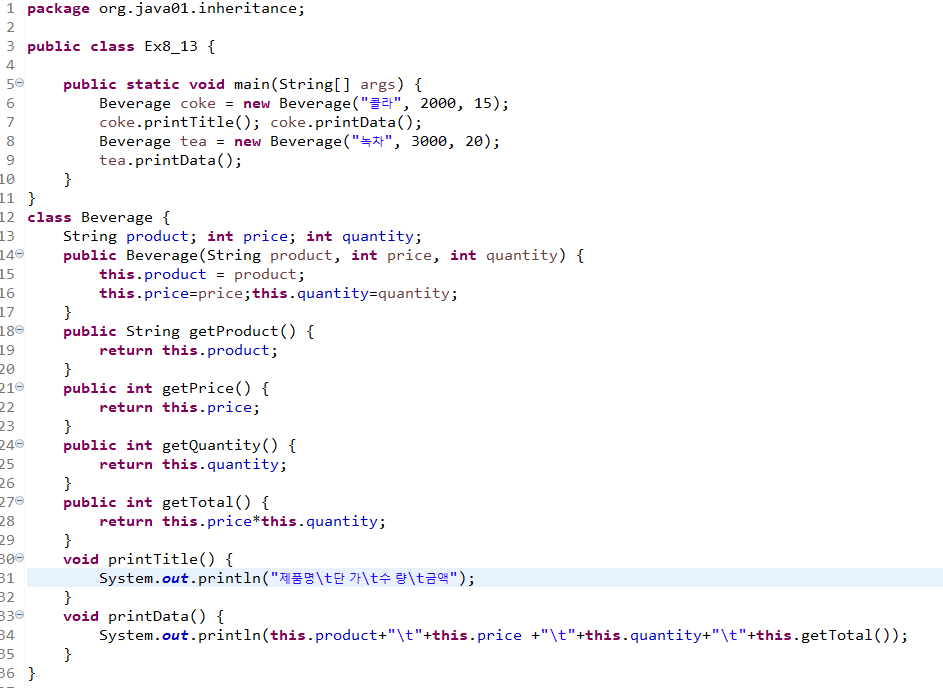 1 package org.java01.inheritance;
2
3 public class Ex8_13 {
4
5 public static void main(String[] args) {
6 Beverage coke = new Beverage("콜라", 2000, 15);
7 coke.printTitle(); coke.printData();
8 Beverage tea = new Beverage("녹차", 3000, 20);
9 tea.printData();
10 }
11 }
12 class Beverage {
13 String product; int price; int quantity;
14 public Beverage(String product, int price, int quantity) {
15 this.product = product;
16 this.price=price;this.quantity=quantity;
17 }
18 public String getProduct() {
19 return this.product;
20 }
21 public int getPrice() {
22 return this.price;
23 }
24 public int getQuantity() {
25 return this.quantity;
26 }
27 public int getTotal() {
28 return this.price*this.quantity;
29 }
30 void printTitle() {
31 System.out.println("제품명\t단 가\t수 량\t금액");
32 }
33 void printData() {
34 System.out.println(this.product+"\t"+this.price +"\t"+this.quantity+"\t"+this.getTotal());
35 }
36 }